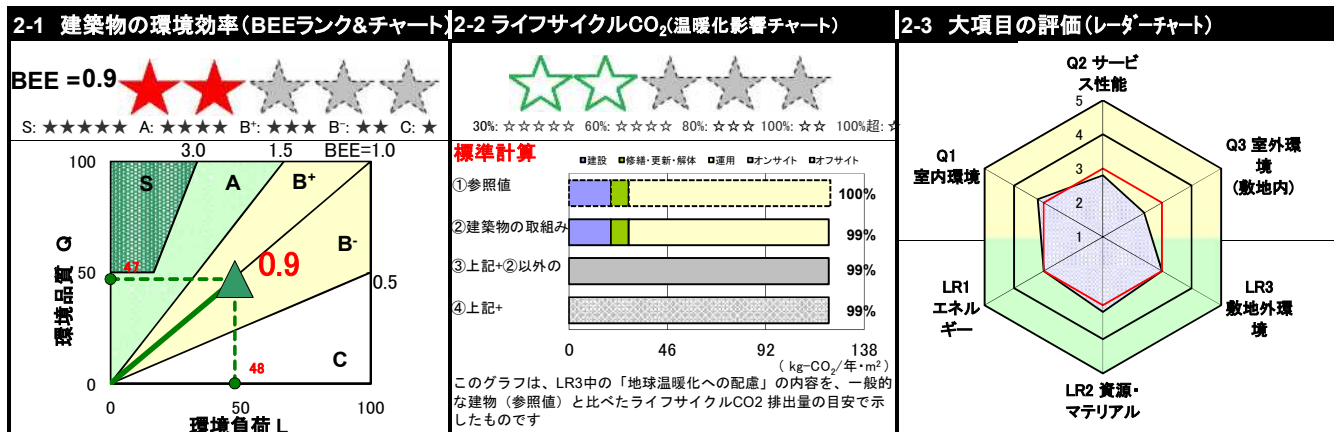 2-1 建築物の環境効率(BEEランク&チャート)
BEE = 0.9
S: ★★★★★ A: ★★★★ B⁺: ★★★ B⁻: ★★ C: ★
3.0 1.5 BEE=1.0
100
S A B⁺
B⁻
環境品質 Q
50
47
0.9
0.5
C
48
0
0 50 100
環境負荷 L
2-2 ライフサイクルCO₂(温暖化影響チャート)
30%: ☆☆☆☆☆ 60%: ☆☆☆☆ 80%: ☆☆☆ 100%: ☆☆ 100%超: ☆
標準計算
■建設 ■修繕・更新・解体 □運用 ■オンサイト ■オフサイト
①参照値 100%
②建築物の取組み 99%
③上記+②以外の 99%
④上記+ 99%
0 46 92 138
( kg-CO₂/年・m²)
このグラフは、LR3中の「地球温暖化への配慮」の内容を、一般的
な建物(参照値)と比べたライフサイクルCO2 排出量の目安で示
したものです
2-3 大項目の評価(レーダーチャート)
Q2 サービ
ス性能
5
4
3
2
1
Q1
室内環境
Q3 室外環
境
(敷地内)
LR1
エネル
ギー
LR3
敷地外環
境
LR2 資源・
マテリアル